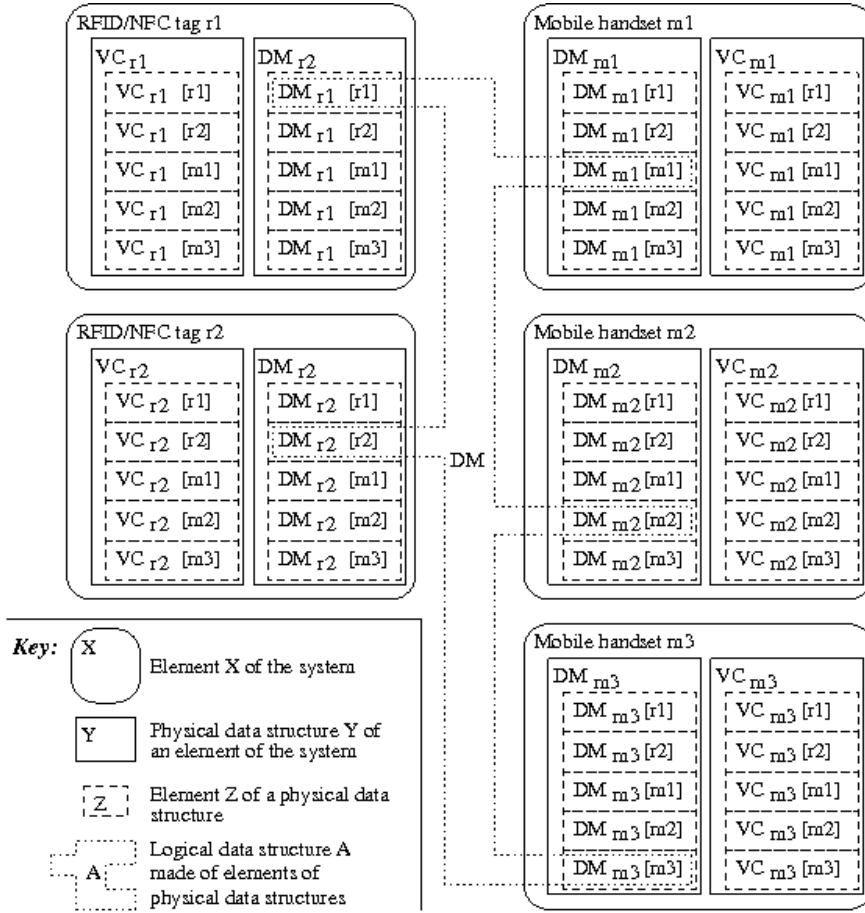 RFID/NFC tag r1
VC r1
VC r1 [r1]
VC r1 [r2]
VC r1 [m1]
VC r1 [m2]
VC r1 [m3]
DM r2
DM r1 [r1]
DM r1 [r2]
DM r1 [m1]
DM r1 [m2]
DM r1 [m3]
Mobile handset m1
DM m1
DM m1 [r1]
DM m1 [r2]
DM m1 [m1]
DM m1 [m2]
DM m1 [m3]
VC m1
VC m1 [r1]
VC m1 [r2]
VC m1 [m1]
VC m1 [m2]
VC m1 [m3]
RFID/NFC tag r2
VC r2
VC r2 [r1]
VC r2 [r2]
VC r2 [m1]
VC r2 [m2]
VC r2 [m3]
DM r2
DM r2 [r1]
DM r2 [r2]
DM r2 [m1]
DM r2 [m2]
DM r2 [m3]
DM
Mobile handset m2
DM m2
DM m2 [r1]
DM m2 [r2]
DM m2 [m1]
DM m2 [m2]
DM m2 [m3]
VC m2
VC m2 [r1]
VC m2 [r2]
VC m2 [m1]
VC m2 [m2]
VC m2 [m3]
Mobile handset m3
DM m3
DM m3 [r1]
DM m3 [r2]
DM m3 [m1]
DM m3 [m2]
DM m3 [m3]
VC m3
VC m3 [r1]
VC m3 [r2]
VC m3 [m1]
VC m3 [m2]
VC m3 [m3]
Key:
X
Element X of the system
Y
Physical data structure Y of
an element of the system
Z
Element Z of a physical data
structure
A
Logical data structure A
made of elements of
physical data structures